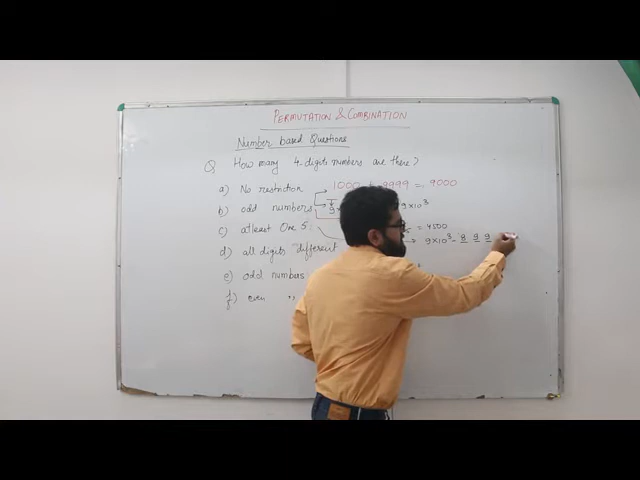 PERMUTATION & COMBINATION
Number based Questions
Q How many 4-digits numbers are there?
a) No restriction 1000 9999 = 9000
b) odd numbers 9×10³
= 4500
c) atleast One 5 9×10³ - 8 9 9
d) all digits different
e) odd numbers
f) even "